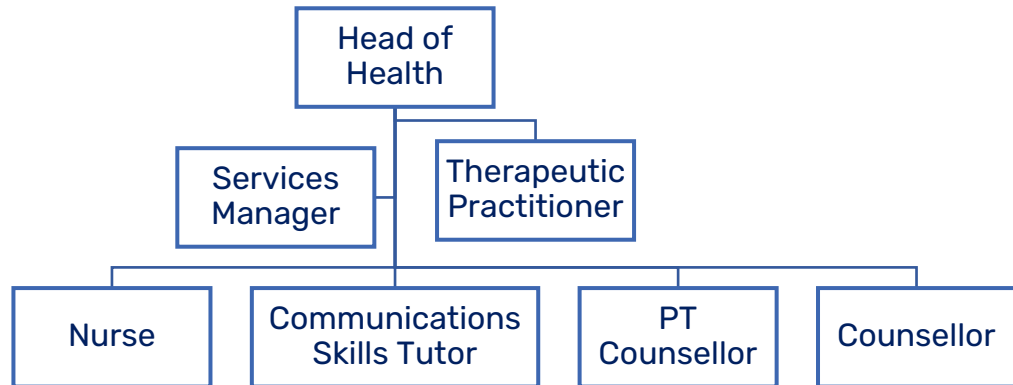 Head of
Health
Services
Manager
Therapeutic
Practitioner
Nurse
Communications
Skills Tutor
PT
Counsellor
Counsellor